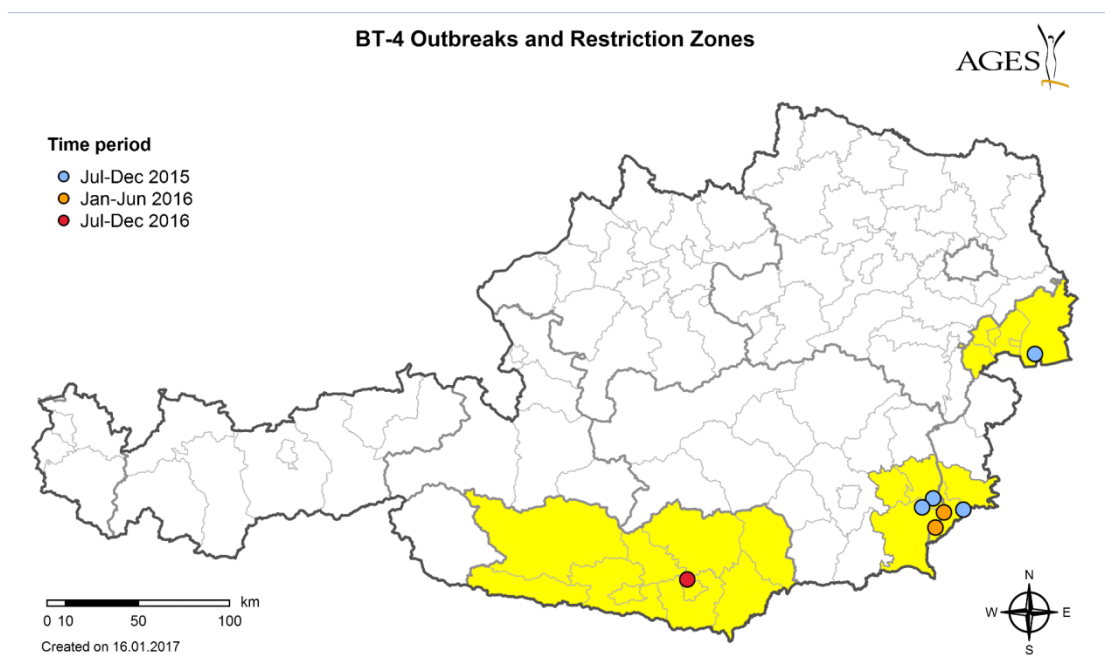 BT-4 Outbreaks and Restriction Zones
AGES
Time period
Jul-Dec 2015
Jan-Jun 2016
Jul-Dec 2016
km
0 10 50 100
Created on 16.01.2017
N
W E
S